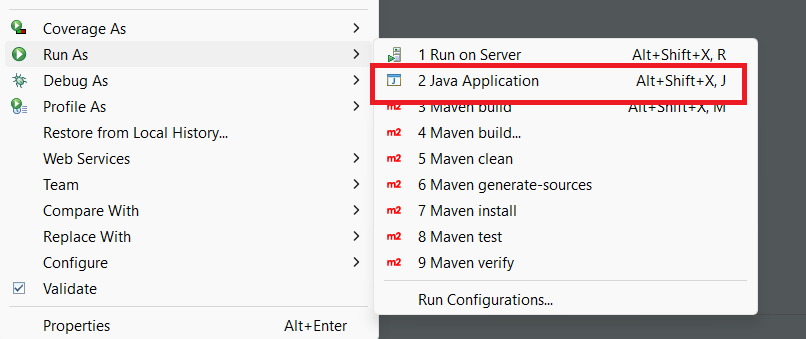 Coverage As
Run As
Debug As
Profile As
Restore from Local History...
Web Services
Team
Compare With
Replace With
Configure
Validate
Properties Alt+Enter
1 Run on Server Alt+Shift+X, R
2 Java Application Alt+Shift+X, J
m2 3 Maven build Alt+Shift+X, M
m2 4 Maven build...
m2 5 Maven clean
m2 6 Maven generate-sources
m2 7 Maven install
m2 8 Maven test
m2 9 Maven verify
Run Configurations...